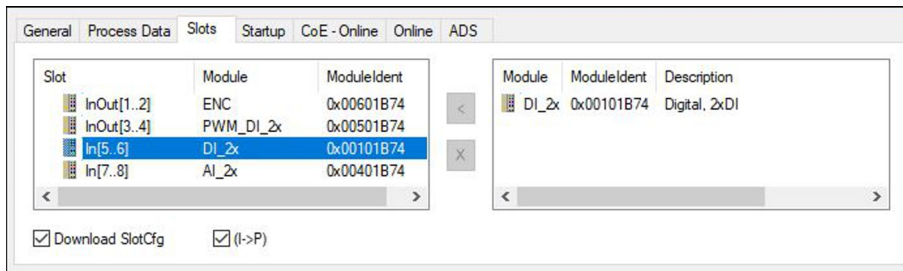 General Process Data Slots Startup CoE - Online Online ADS
Slot Module ModuleIdent
InOut[1..2] ENC 0x00601B74
InOut[3..4] PWM_DI_2x 0x00501B74
In[5..6] DI_2x 0x00101B74
In[7..8] AI_2x 0x00401B74
<
X
Module ModuleIdent Description
DI_2x 0x00101B74 Digital, 2xDI
Download SlotCfg (I->P)